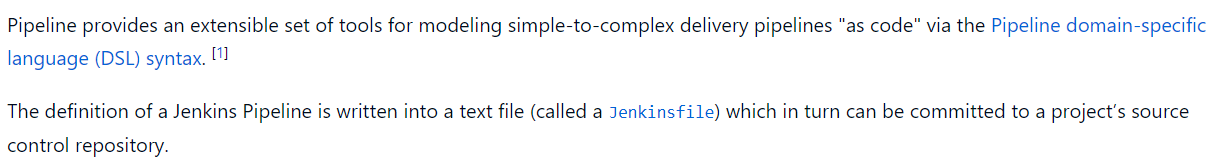 Pipeline provides an extensible set of tools for modeling simple-to-complex delivery pipelines "as code" via the Pipeline domain-specific
language (DSL) syntax. [1]
The definition of a Jenkins Pipeline is written into a text file (called a Jenkinsfile) which in turn can be committed to a project’s source
control repository.